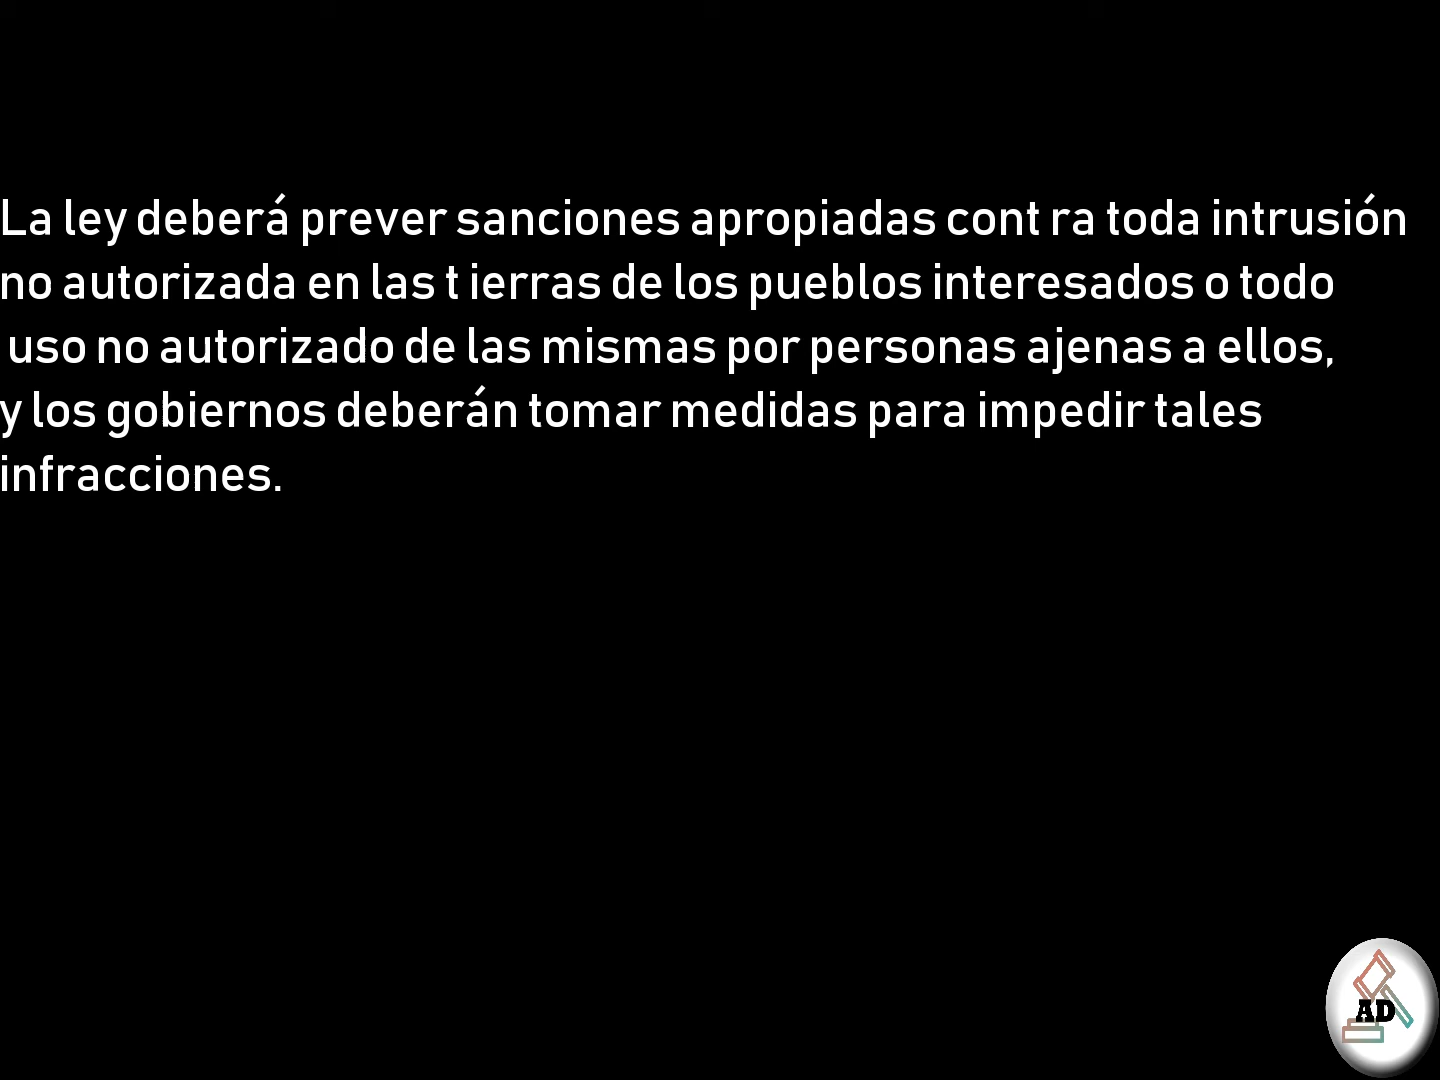 La ley deberá prever sanciones apropiadas cont ra toda intrusión
no autorizada en las t ierras de los pueblos interesados o todo
uso no autorizado de las mismas por personas ajenas a ellos,
y los gobiernos deberán tomar medidas para impedir tales
infracciones.
AD